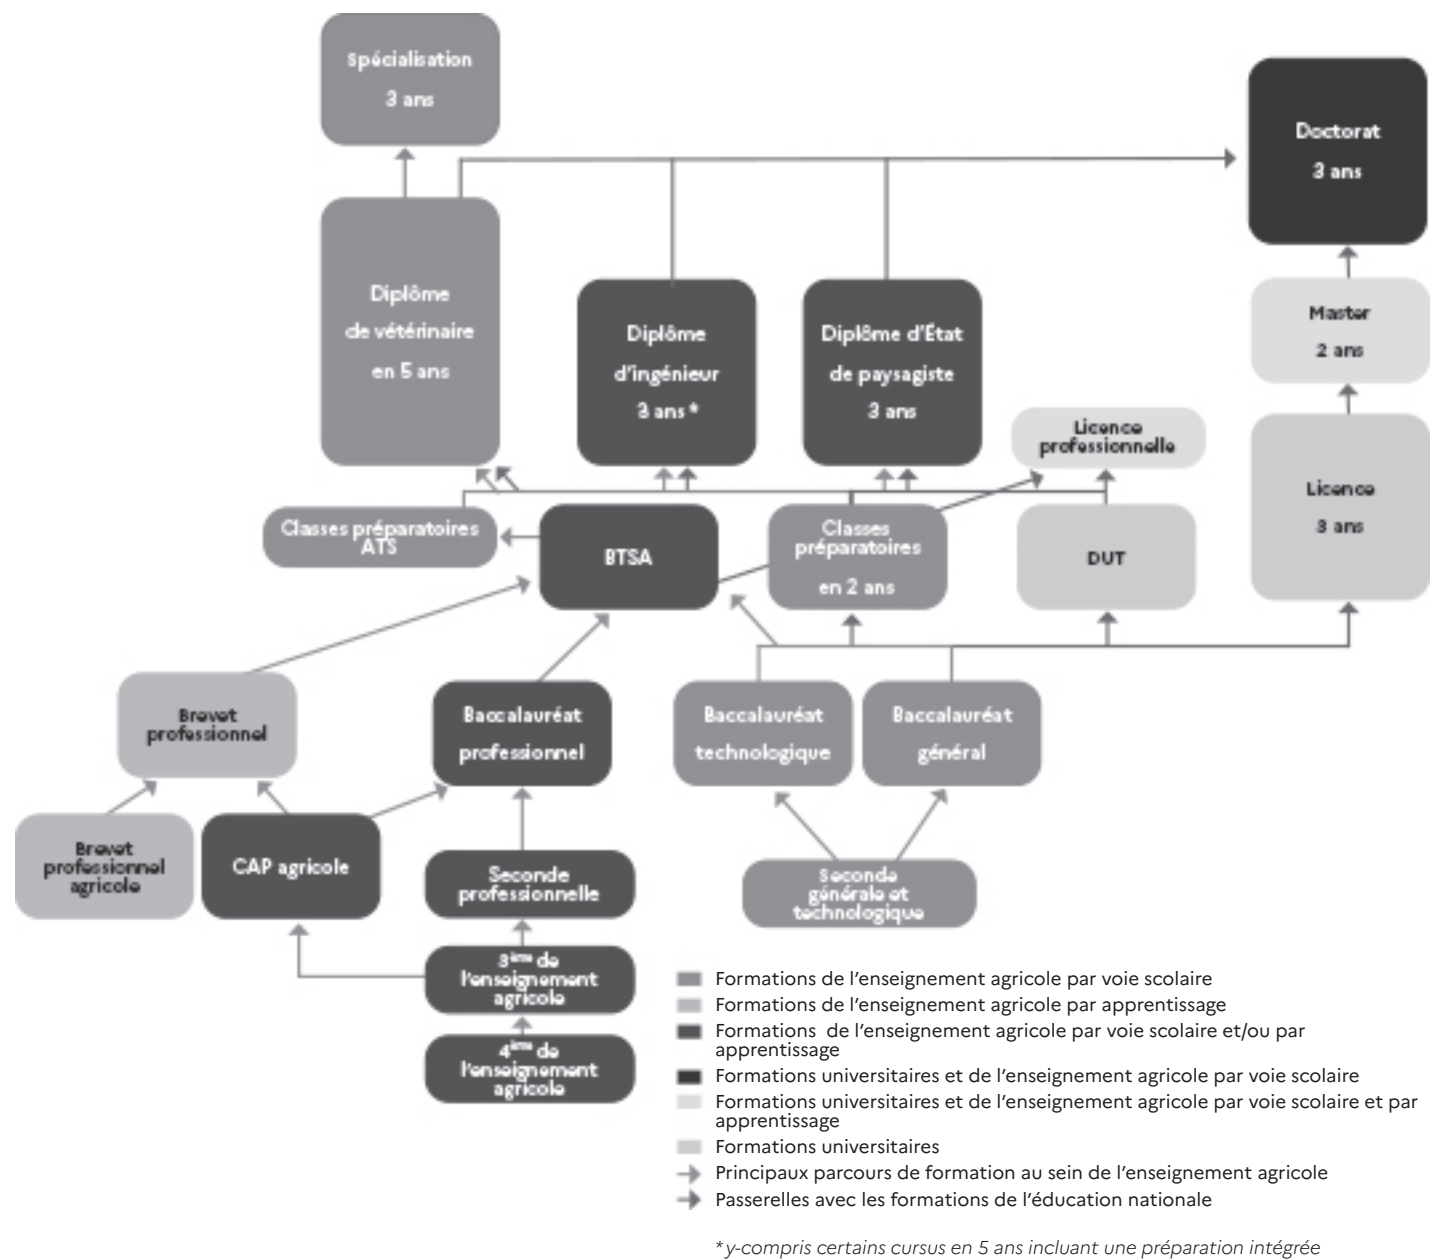 Spécialisation
3 ans
Doctorat
3 ans
Diplôme
de vétérinaire
en 5 ans
Diplôme
d'ingénieur
3 ans *
Diplôme d'État
de paysagiste
3 ans
Master
2 ans
Licence
professionnelle
Licence
3 ans
Classes préparatoires
ATS
BTSA
Classes
préparatoires
en 2 ans
DUT
Brevet
professionnel
Baccalauréat
professionnel
Baccalauréat
technologique
Baccalauréat
général
Brevet
professionnel
agricole
CAP agricole
Seconde
professionnelle
Seconde
générale et
technologique
3ème de
l'enseignement
agricole
4ème de
l'enseignement
agricole
Formations de l'enseignement agricole par voie scolaire
Formations de l'enseignement agricole par apprentissage
Formations de l'enseignement agricole par voie scolaire et/ou par
apprentissage
Formations universitaires et de l'enseignement agricole par voie scolaire
Formations universitaires et de l'enseignement agricole par voie scolaire et par
apprentissage
Formations universitaires
Principaux parcours de formation au sein de l'enseignement agricole
Passerelles avec les formations de l'éducation nationale
* y-compris certains cursus en 5 ans incluant une préparation intégrée